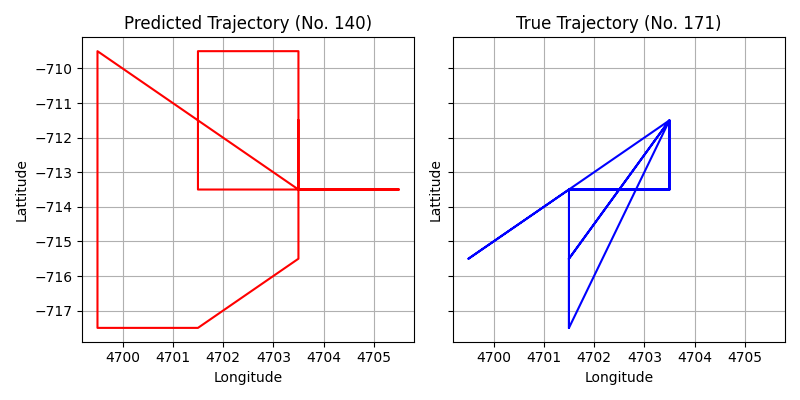 Predicted Trajectory (No. 140)
True Trajectory (No. 171)
−710
−711
−712
−713
−714
−715
−716
−717
Lattitude
Lattitude
4700 4701 4702 4703 4704 4705
4700 4701 4702 4703 4704 4705
Longitude
Longitude